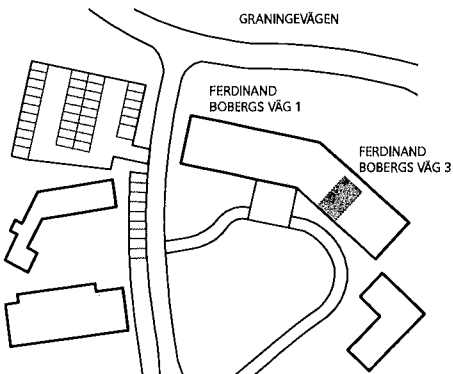 GRANINGEVÄGEN
FERDINAND
BOBERGS VÄG 1
FERDINAND
BOBERGS VÄG 3